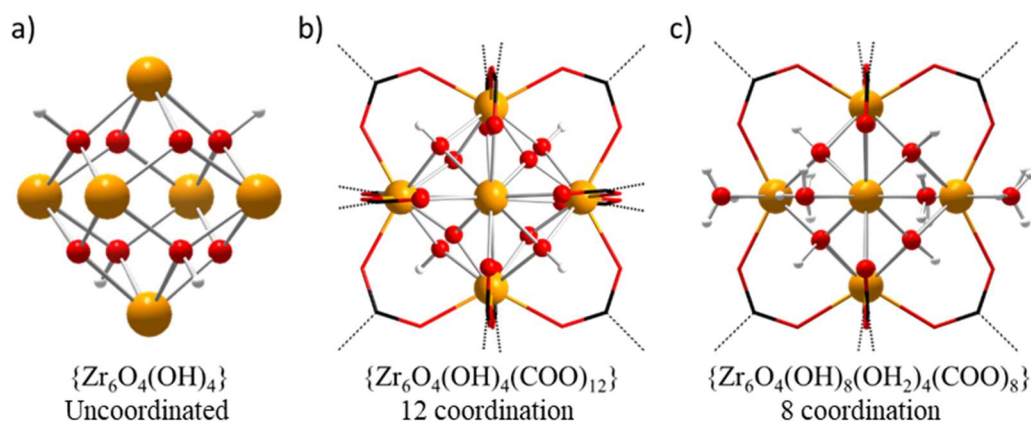 a)
b)
c)
{Zr₆O₄(OH)₄}
Uncoordinated
{Zr₆O₄(OH)₄(COO)₁₂}
12 coordination
{Zr₆O₄(OH)₈(OH₂)₄(COO)₈}
8 coordination